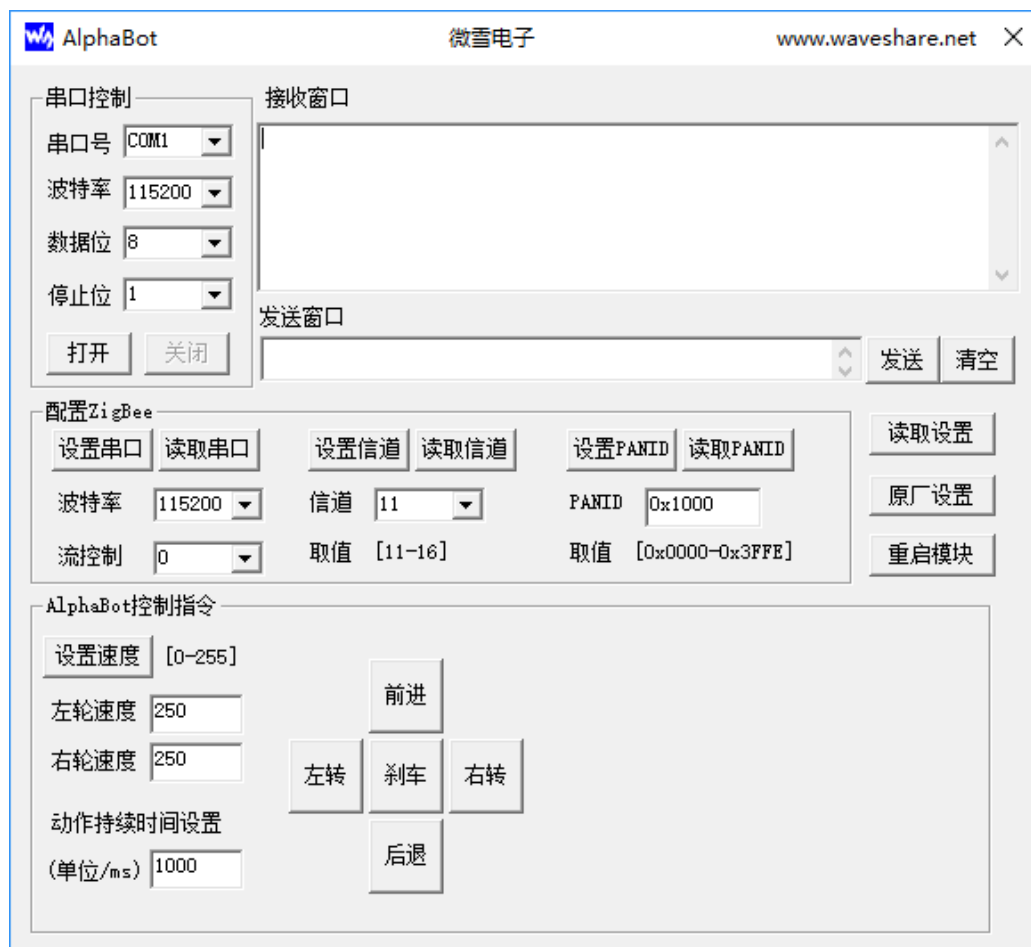 AlphaBot 微雪电子 www.waveshare.net
串口控制 接收窗口
串口号 COM1
波特率 115200
数据位 8
停止位 1
发送窗口
打开 关闭 发送 清空
配置ZigBee
设置串口 读取串口 设置信道 读取信道 设置PANID 读取PANID 读取设置
波特率 115200 信道 11 PANID 0x1000 原厂设置
流控制 0 取值 [11-16] 取值 [0x0000-0x3FFE] 重启模块
AlphaBot控制指令
设置速度 [0-255]
前进
左轮速度 250
右轮速度 250
左转 刹车 右转
动作持续时间设置
后退
(单位/ms) 1000